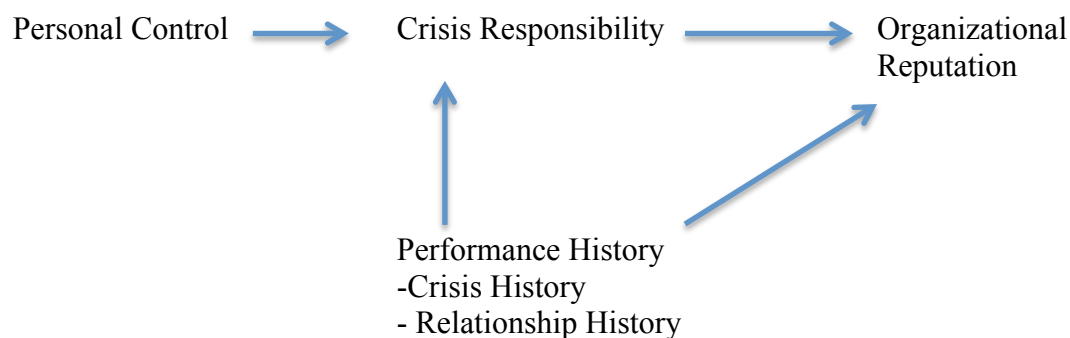 Personal Control
Crisis Responsibility
Organizational
Reputation
Performance History
-Crisis History
- Relationship History